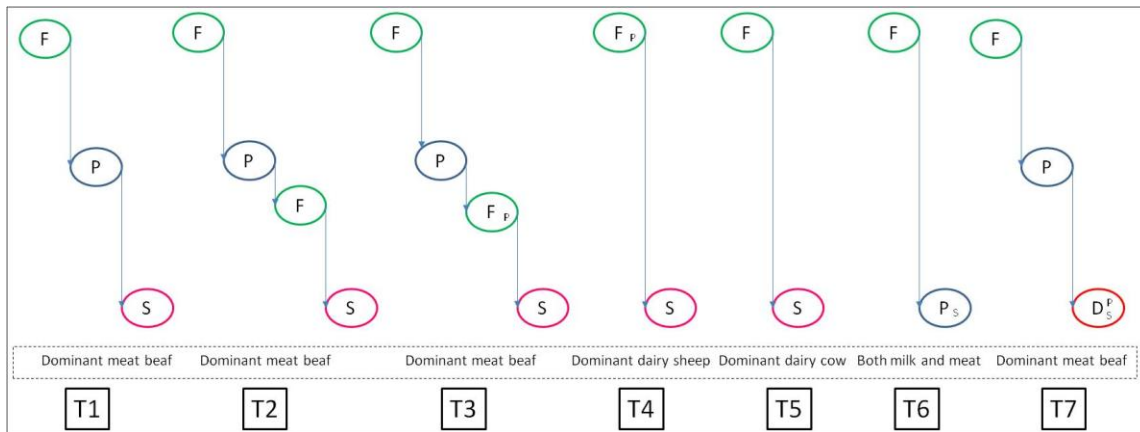 F F F F P F F F
P P P P
F F P
S S S S S P S D P S
Dominant meat beaf Dominant meat beaf Dominant meat beaf Dominant dairy sheep Dominant dairy cow Both milk and meat Dominant meat beaf
T1 T2 T3 T4 T5 T6 T7